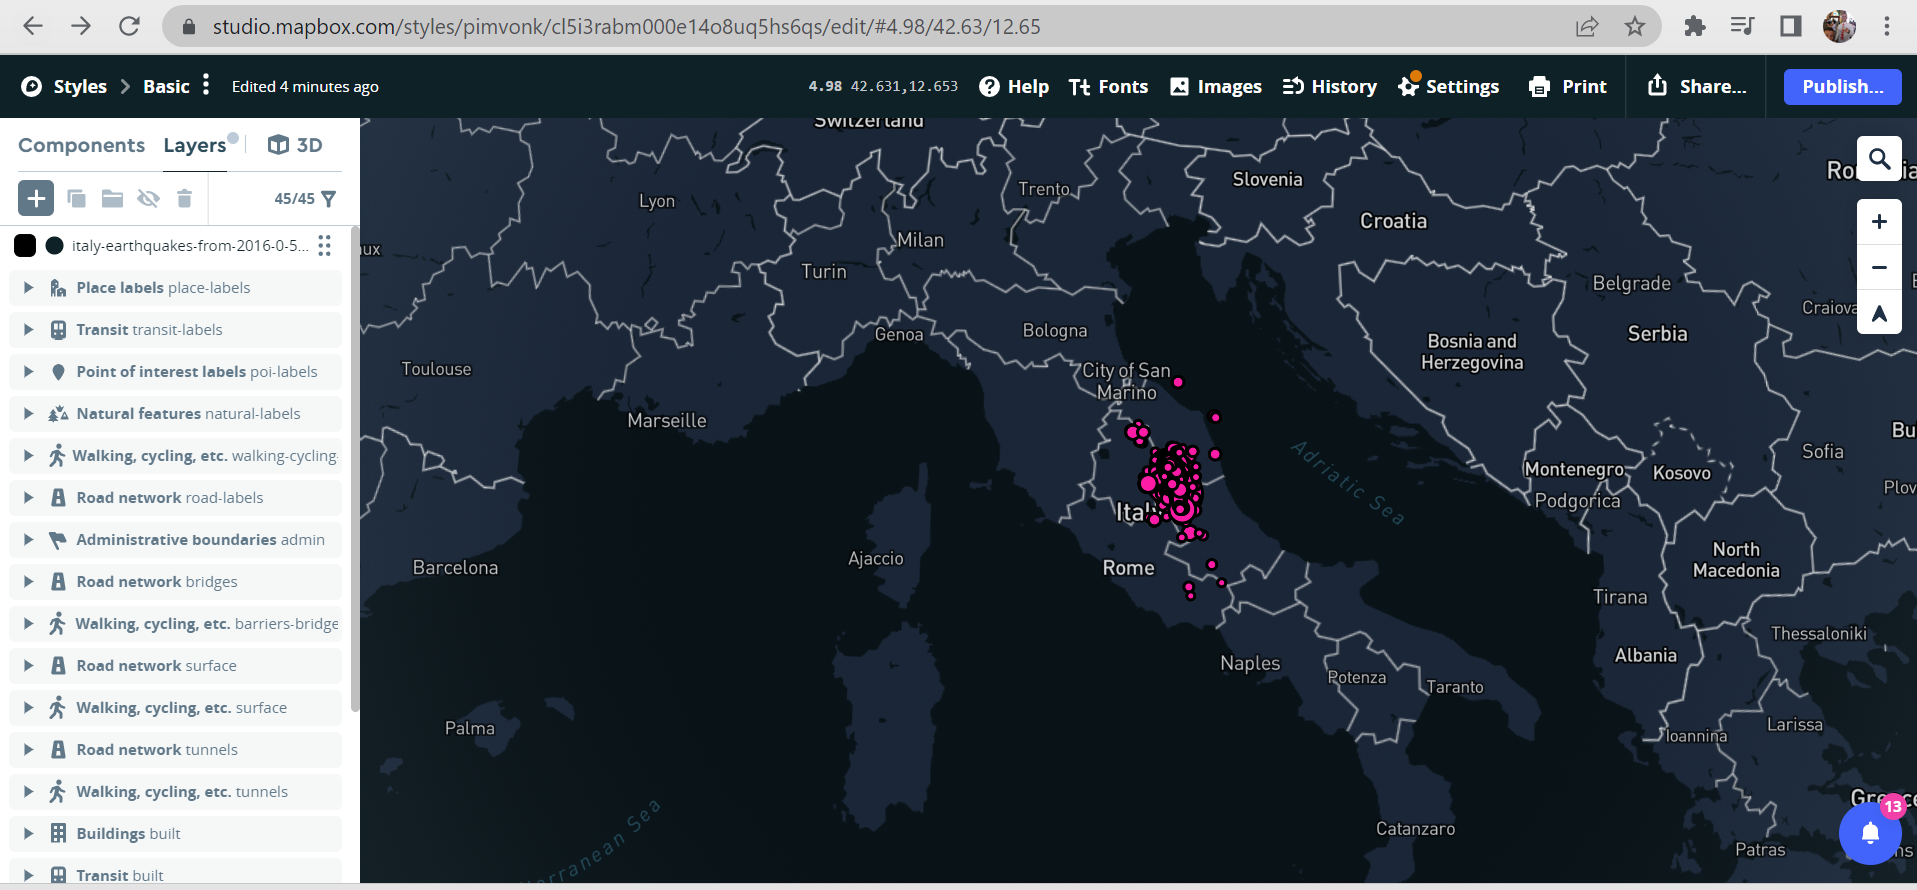 studio.mapbox.com/styles/pimvonk/cl5i3rabm000e14o8uq5hs6qs/edit/#4.98/42.63/12.65
Styles Basic Edited 4 minutes ago 4.98 42.631,12.653 Help Fonts Images History Settings Print Share... Publish...
Components Layers 3D
45/45
italy-earthquakes-from-2016-0-5...
Place labels place-labels
Transit transit-labels
Point of interest labels poi-labels
Natural features natural-labels
Walking, cycling, etc. walking-cycling-
Road network road-labels
Administrative boundaries admin
Road network bridges
Walking, cycling, etc. barriers-bridge
Road network surface
Walking, cycling, etc. surface
Road network tunnels
Walking, cycling, etc. tunnels
Buildings built
Transit built
Switzerland
Slovenia
Trento
Lyon
Croatia
Milan
Turin
Belgrade
Craiova
Genoa
Bologna
Serbia
Bosnia and
Herzegovina
Toulouse
City of San
Marino
Marseille
Adriatic Sea
Sofia
Montenegro
Kosovo
Podgorica
Plov
Italy
North
Macedonia
Ajaccio
Barcelona
Rome
Tirana
Thessaloniki
Albania
Naples
Potenza
Taranto
Palma
Larissa
Ioannina
13
Catanzaro
Patras